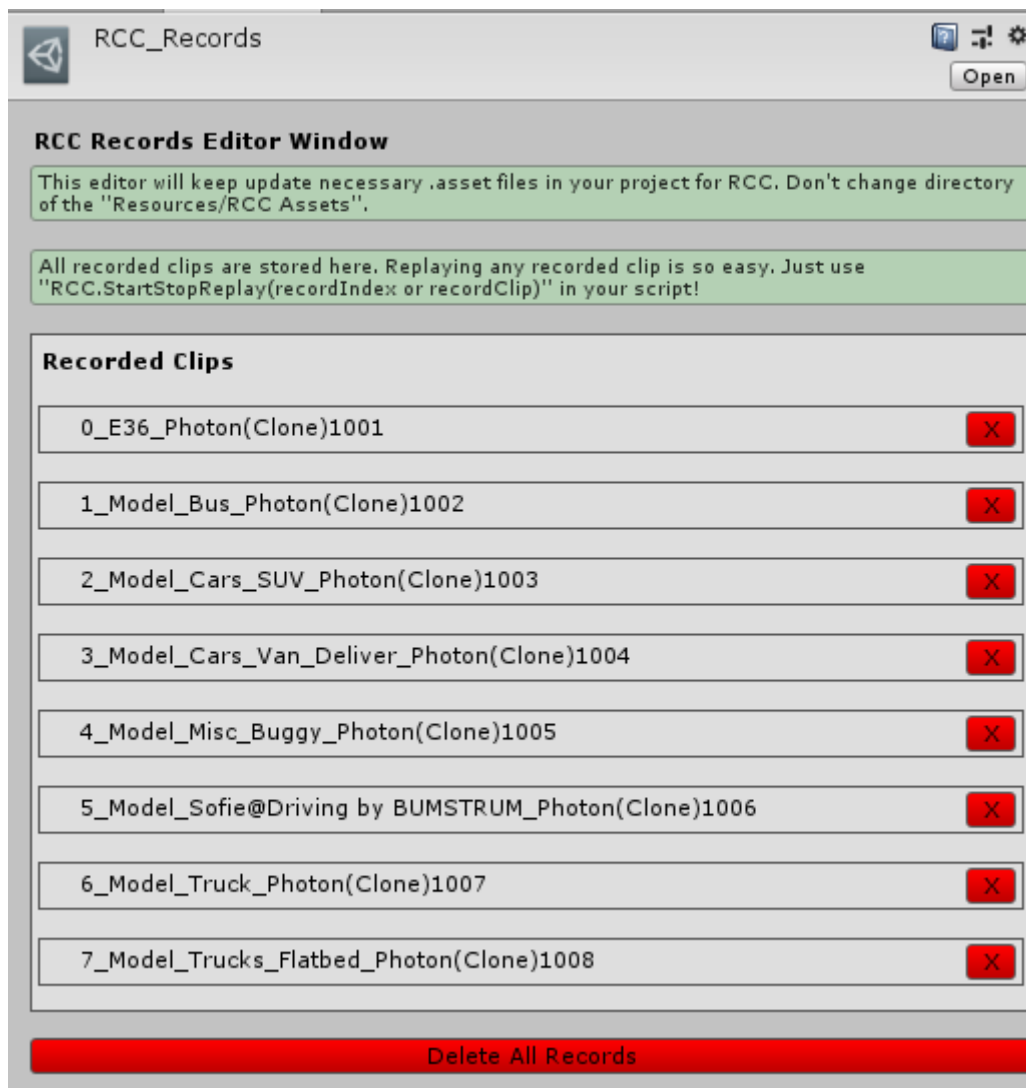 RCC_Records
Open
RCC Records Editor Window
This editor will keep update necessary .asset files in your project for RCC. Don't change directory
of the "Resources/RCC Assets".
All recorded clips are stored here. Replaying any recorded clip is so easy. Just use
"RCC.StartStopReplay(recordIndex or recordClip)" in your script!
Recorded Clips
0_E36_Photon(Clone)1001 X
1_Model_Bus_Photon(Clone)1002 X
2_Model_Cars_SUV_Photon(Clone)1003 X
3_Model_Cars_Van_Deliver_Photon(Clone)1004 X
4_Model_Misc_Buggy_Photon(Clone)1005 X
5_Model_Sofie@Driving by BUMSTRUM_Photon(Clone)1006 X
6_Model_Truck_Photon(Clone)1007 X
7_Model_Trucks_Flatbed_Photon(Clone)1008 X
Delete All Records